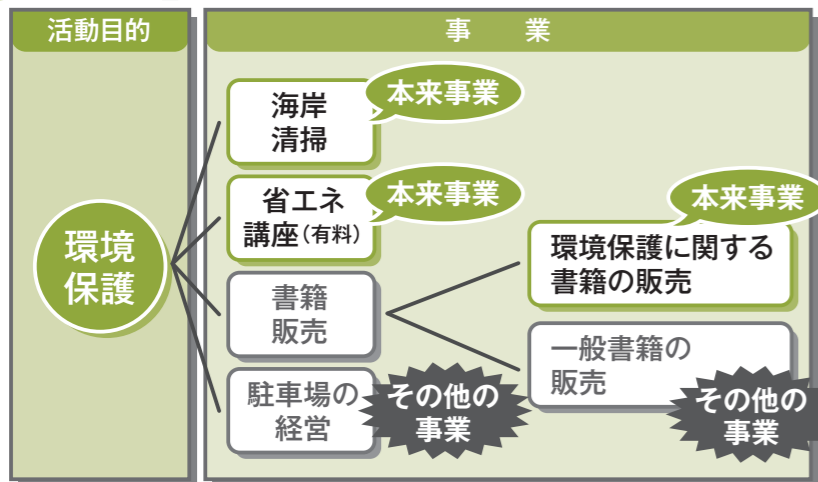 活動目的
事　業
環境
保護
海岸
清掃
本来事業
省エネ
講座(有料)
本来事業
書籍
販売
環境保護に関する
書籍の販売
本来事業
一般書籍の
販売
その他の
事業
駐車場の
経営
その他の
事業